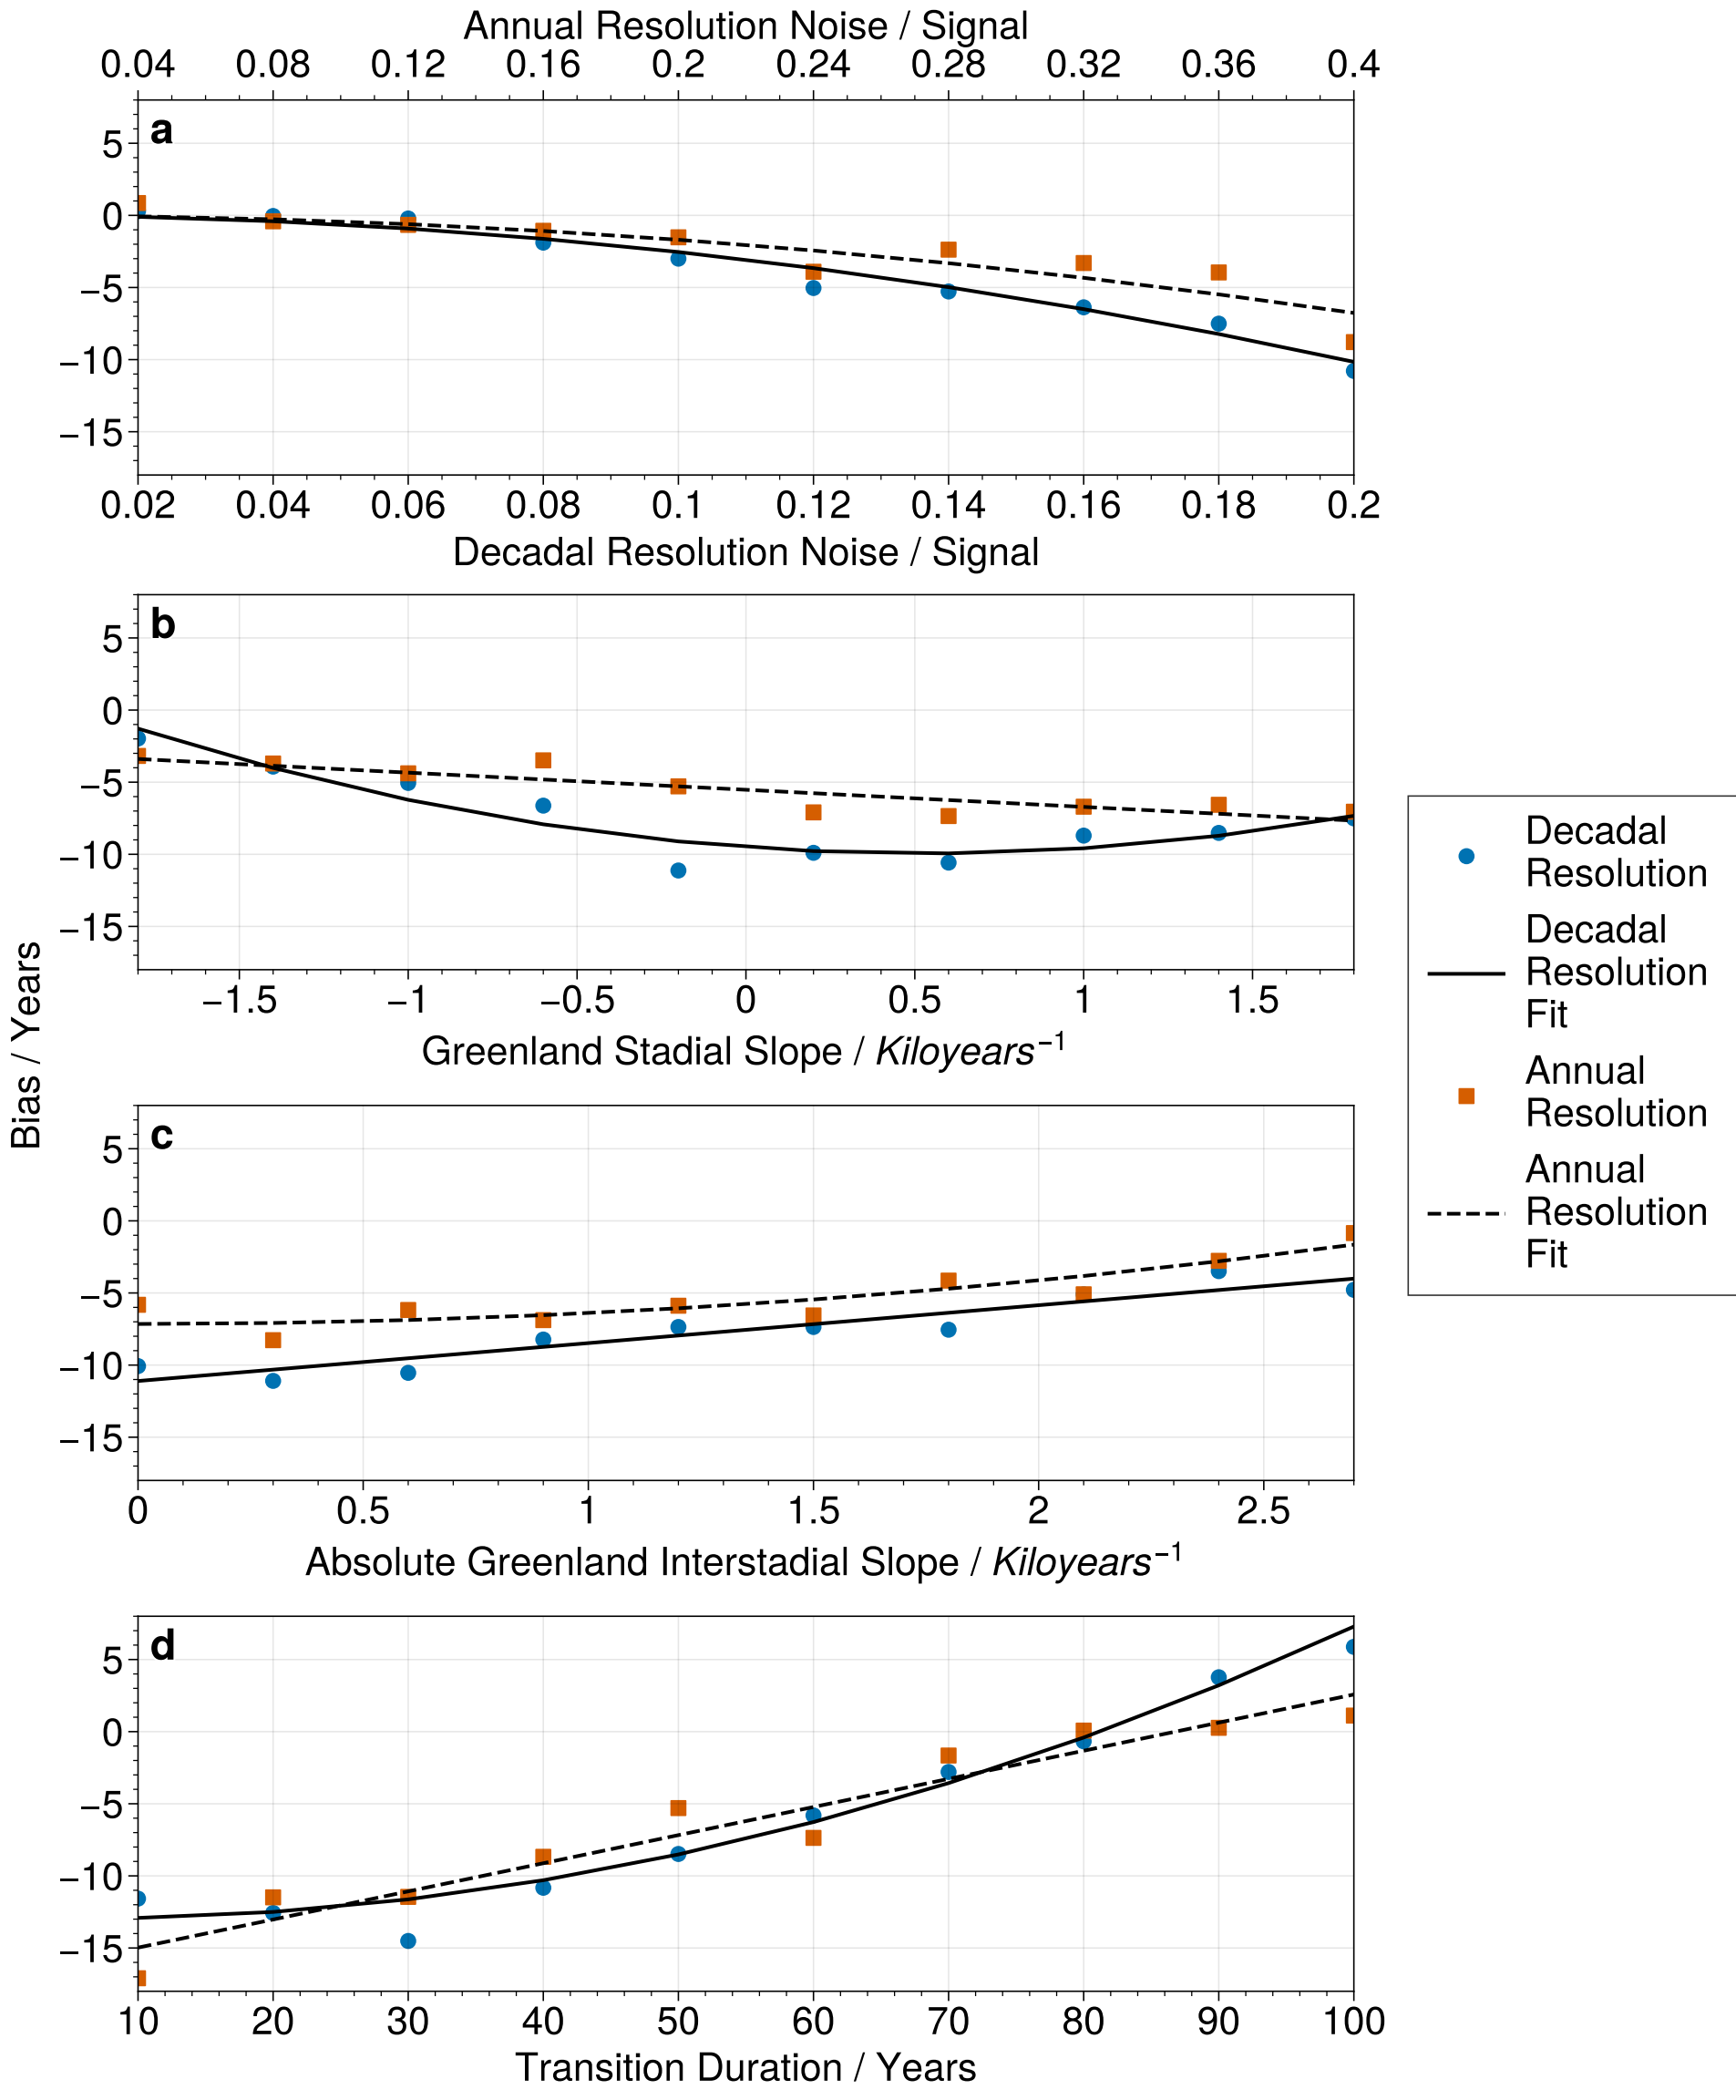 Annual Resolution Noise / Signal
0.04 0.08 0.12 0.16 0.2 0.24 0.28 0.32 0.36 0.4
a
5
0
−5
−10
−15
0.02 0.04 0.06 0.08 0.1 0.12 0.14 0.16 0.18 0.2
Decadal Resolution Noise / Signal
b
5
0
−5
−10
−15
−1.5 −1 −0.5 0 0.5 1 1.5
Greenland Stadial Slope / Kiloyears⁻¹
Bias / Years
c
5
0
−5
−10
−15
0 0.5 1 1.5 2 2.5
Absolute Greenland Interstadial Slope / Kiloyears⁻¹
d
5
0
−5
−10
−15
10 20 30 40 50 60 70 80 90 100
Transition Duration / Years
Decadal
Resolution
Decadal
Resolution
Fit
Annual
Resolution
Annual
Resolution
Fit